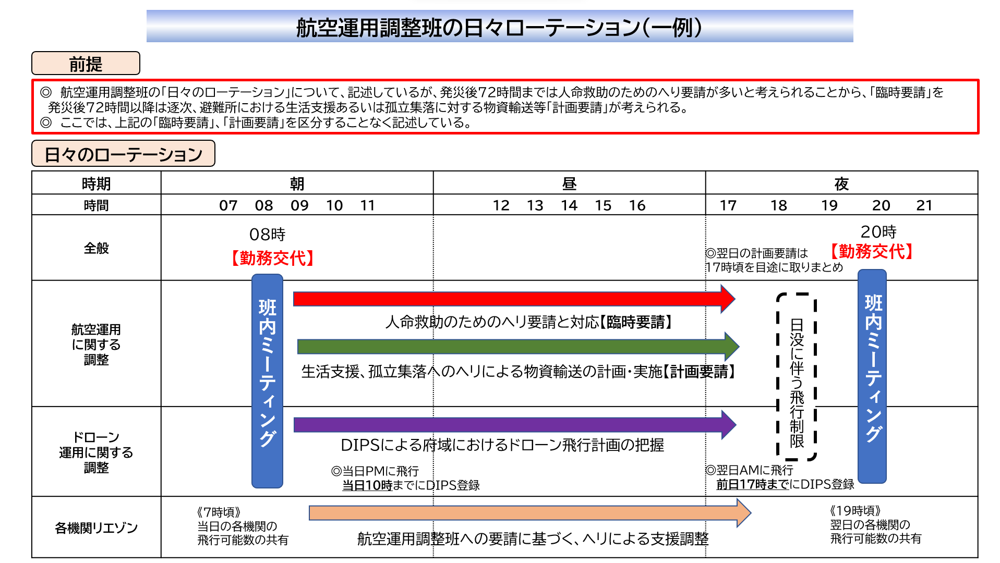 航空運用調整班の日々ローテーション(一例)
前提
◎ 航空運用調整班の「日々のローテーション」について、記述しているが、発災後72時間までは人命救助のためのへリ要請が多いと考えられることから、「臨時要請」を
発災後72時間以降は逐次、避難所における生活支援あるいは孤立集落に対する物資輸送等「計画要請」が考えられる。
◎ ここでは、上記の「臨時要請」、「計画要請」を区分することなく記述している。
日々のローテーション
時期 朝 昼 夜
時間 07 08 09 10 11 12 13 14 15 16 17 18 19 20 21
全般
08時
【勤務交代】
◎翌日の計画要請は
17時頃を目途に取りまとめ
20時
【勤務交代】
航空運用
に関する
調整
班内ミーティング
人命救助のためのヘリ要請と対応【臨時要請】
生活支援、孤立集落へのヘリによる物資輸送の計画・実施【計画要請】
日没に伴う飛行制限
班内ミーティング
ドローン
運用に関する
調整
DIPSによる府域におけるドローン飛行計画の把握
◎当日PMに飛行
当日10時までにDIPS登録
◎翌日AMに飛行
前日17時までにDIPS登録
各機関リエゾン
《7時頃》
当日の各機関の
飛行可能数の共有
航空運用調整班への要請に基づく、ヘリによる支援調整
《19時頃》
翌日の各機関の
飛行可能数の共有